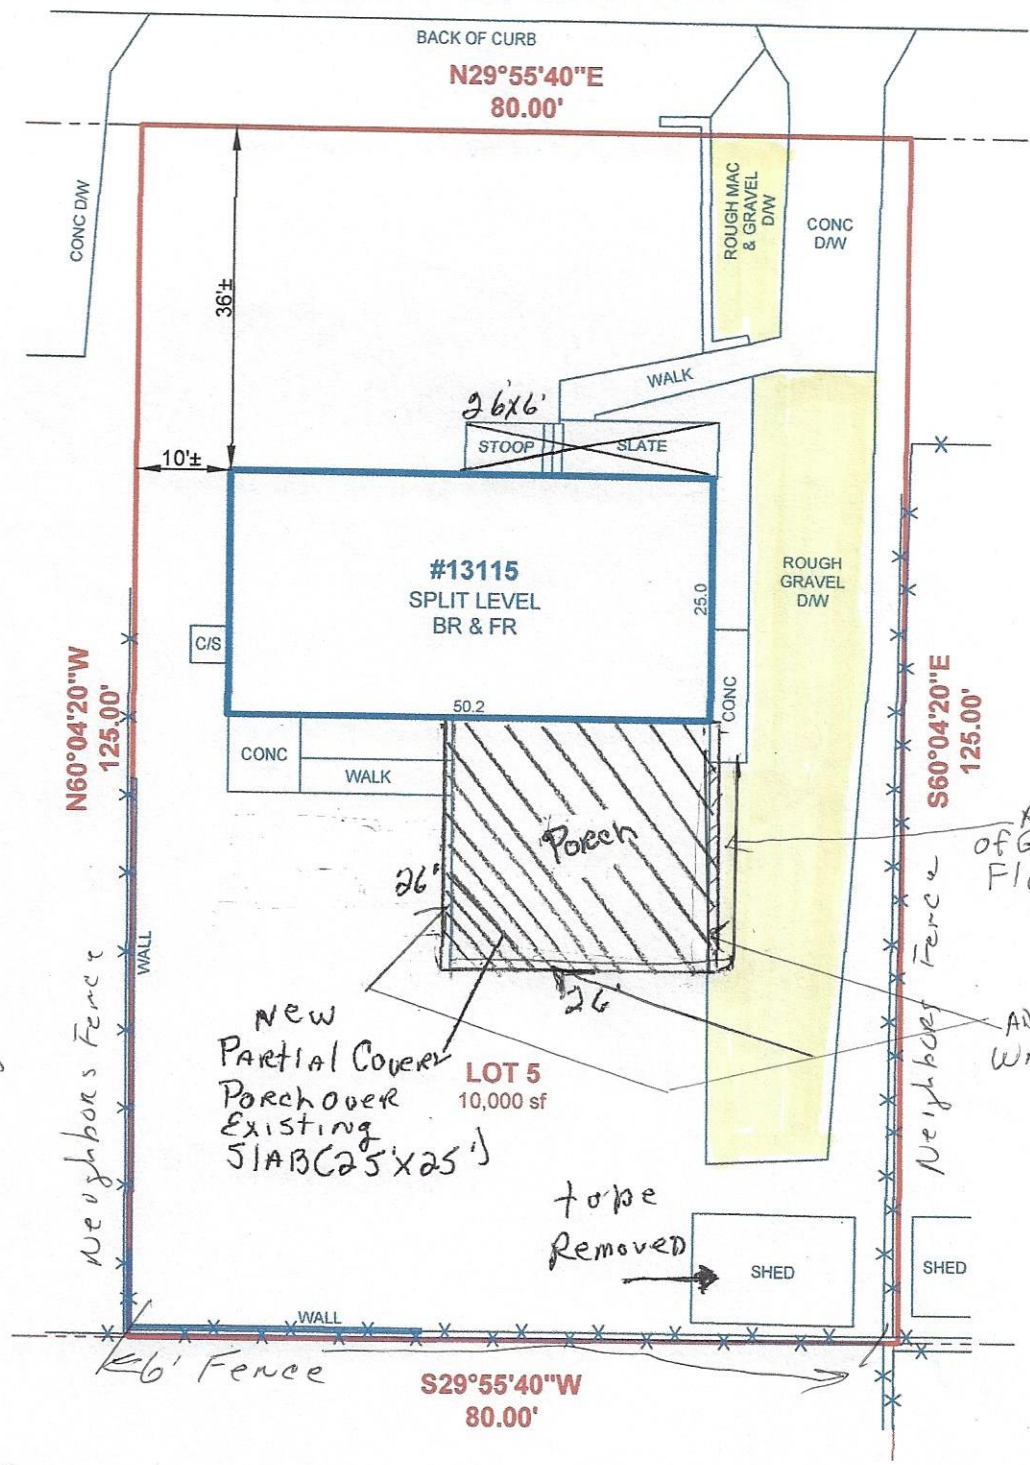 BACK OF CURB
N29°55'40"E
80.00'
CONC D/W
36'±
ROUGH MAC
& GRAVEL
D/W
CONC
D/W
WALK
26'x6'
STOOP
SLATE
10'±
#13115
SPLIT LEVEL
BR & FR
25.0
ROUGH
GRAVEL
D/W
C/S
50.2
CONC
N60°04'20"W
125.00'
S60°04'20"E
125.00'
CONC
WALK
Porch
26'
26'
of
WALL
Neighbors Fence
Neighbors Fence
New
Partial Cover
Porch over
Existing
SlAB(25'X25')
LOT 5
10,000 sf
to be
Removed
SHED
SHED
WALL
6' Fence
S29°55'40"W
80.00'